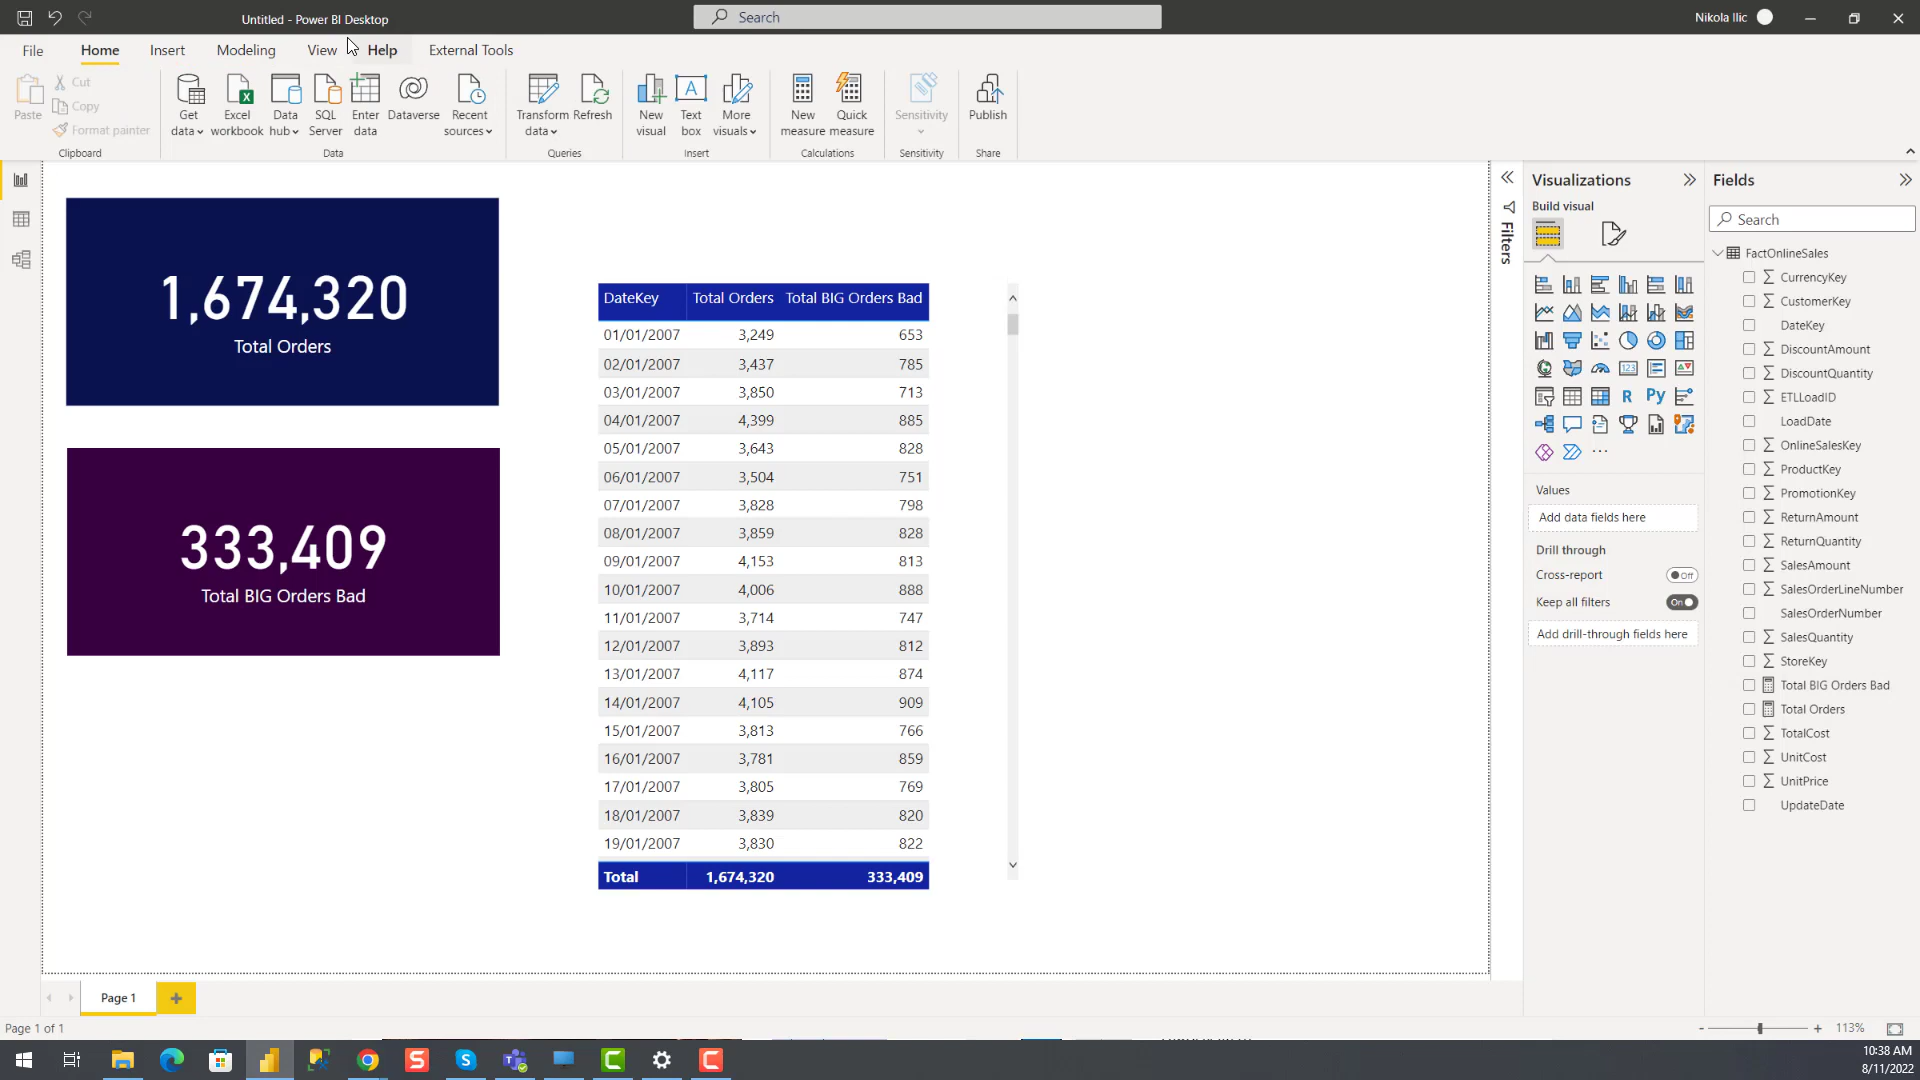 Untitled - Power BI Desktop
Search
Nikola Ilic
File
Home
Insert
Modeling
View
Help
External Tools
Paste
Cut
Copy
Format painter
Clipboard
Get data
Excel workbook
Data hub
SQL Server
Enter data
Dataverse
Recent sources
Data
Transform data
Refresh
Queries
New visual
Text box
More visuals
Insert
New measure
Quick measure
Calculations
Sensitivity
Sensitivity
Publish
Share
1,674,320
Total Orders
333,409
Total BIG Orders Bad
DateKey Total Orders Total BIG Orders Bad
01/01/2007 3,249 653
02/01/2007 3,437 785
03/01/2007 3,850 713
04/01/2007 4,399 885
05/01/2007 3,643 828
06/01/2007 3,504 751
07/01/2007 3,828 798
08/01/2007 3,859 828
09/01/2007 4,153 813
10/01/2007 4,006 888
11/01/2007 3,714 747
12/01/2007 3,893 812
13/01/2007 4,117 874
14/01/2007 4,105 909
15/01/2007 3,813 766
16/01/2007 3,781 859
17/01/2007 3,805 769
18/01/2007 3,839 820
19/01/2007 3,830 822
Total 1,674,320 333,409
Filters
Visualizations
Build visual
123
R
Py
Values
Add data fields here
Drill through
Cross-report Off
Keep all filters On
Add drill-through fields here
Fields
Search
FactOnlineSales
CurrencyKey
CustomerKey
DateKey
DiscountAmount
DiscountQuantity
ETLLoadID
LoadDate
OnlineSalesKey
ProductKey
PromotionKey
ReturnAmount
ReturnQuantity
SalesAmount
SalesOrderLineNumber
SalesOrderNumber
SalesQuantity
StoreKey
Total BIG Orders Bad
Total Orders
TotalCost
UnitCost
UnitPrice
UpdateDate
Page 1
Page 1 of 1
113%
10:38 AM
8/11/2022